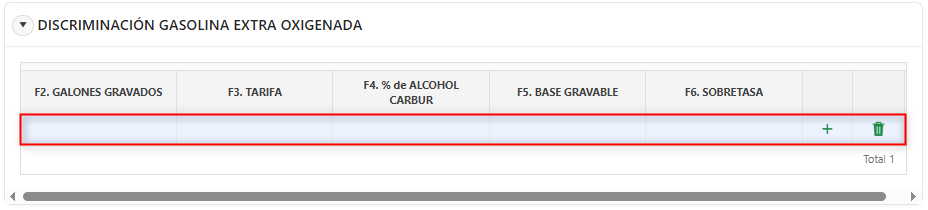 DISCRIMINACIÓN GASOLINA EXTRA OXIGENADA
F2. GALONES GRAVADOS
F3. TARIFA
F4. % de ALCOHOL
CARBUR
F5. BASE GRAVABLE
F6. SOBRETASA
Total 1